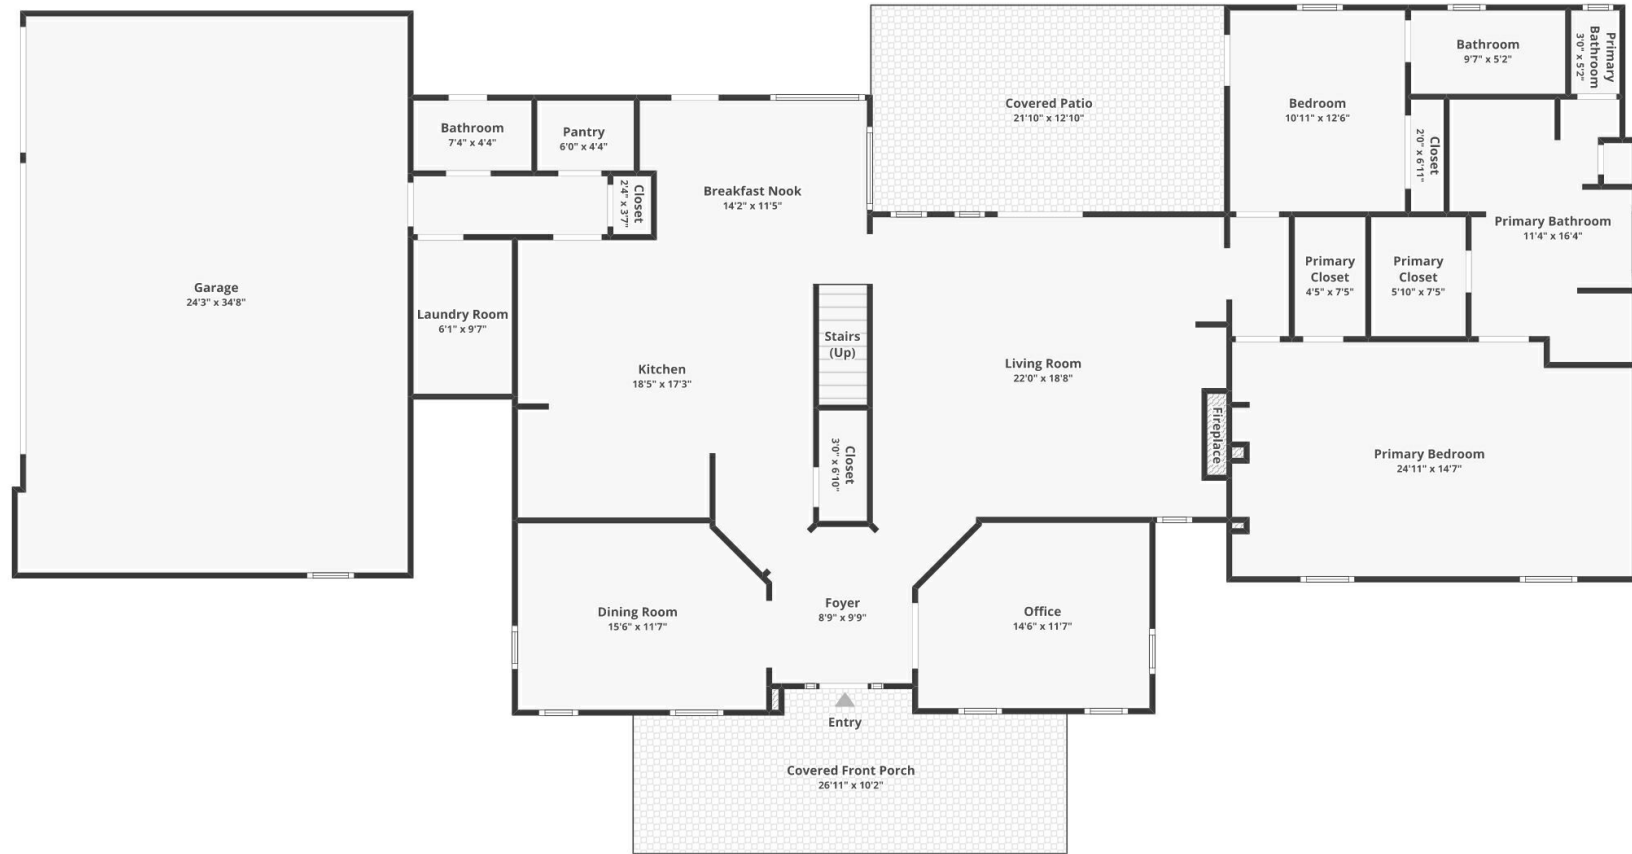 Garage
24'3" x 34'8"
Bathroom
7'4" x 4'4"
Pantry
6'0" x 4'4"
Closet
2'4" x 3'7"
Laundry Room
6'1" x 9'7"
Breakfast Nook
14'2" x 11'5"
Kitchen
18'5" x 17'3"
Stairs
(Up)
Closet
3'0" x 6'10"
Covered Patio
21'10" x 12'10"
Living Room
22'0" x 18'8"
Fireplace
Bedroom
10'11" x 12'6"
Bathroom
9'7" x 5'2"
Primary
Bathroom
3'0" x 5'2"
Closet
2'0" x 6'11"
Primary Bathroom
11'4" x 16'4"
Primary
Closet
4'5" x 7'5"
Primary
Closet
5'10" x 7'5"
Primary Bedroom
24'11" x 14'7"
Dining Room
15'6" x 11'7"
Foyer
8'9" x 9'9"
Office
14'6" x 11'7"
Entry
Covered Front Porch
26'11" x 10'2"